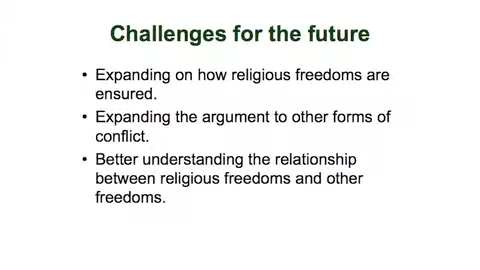 Challenges for the future
• Expanding on how religious freedoms are
ensured.
• Expanding the argument to other forms of
conflict.
• Better understanding the relationship
between religious freedoms and other
freedoms.